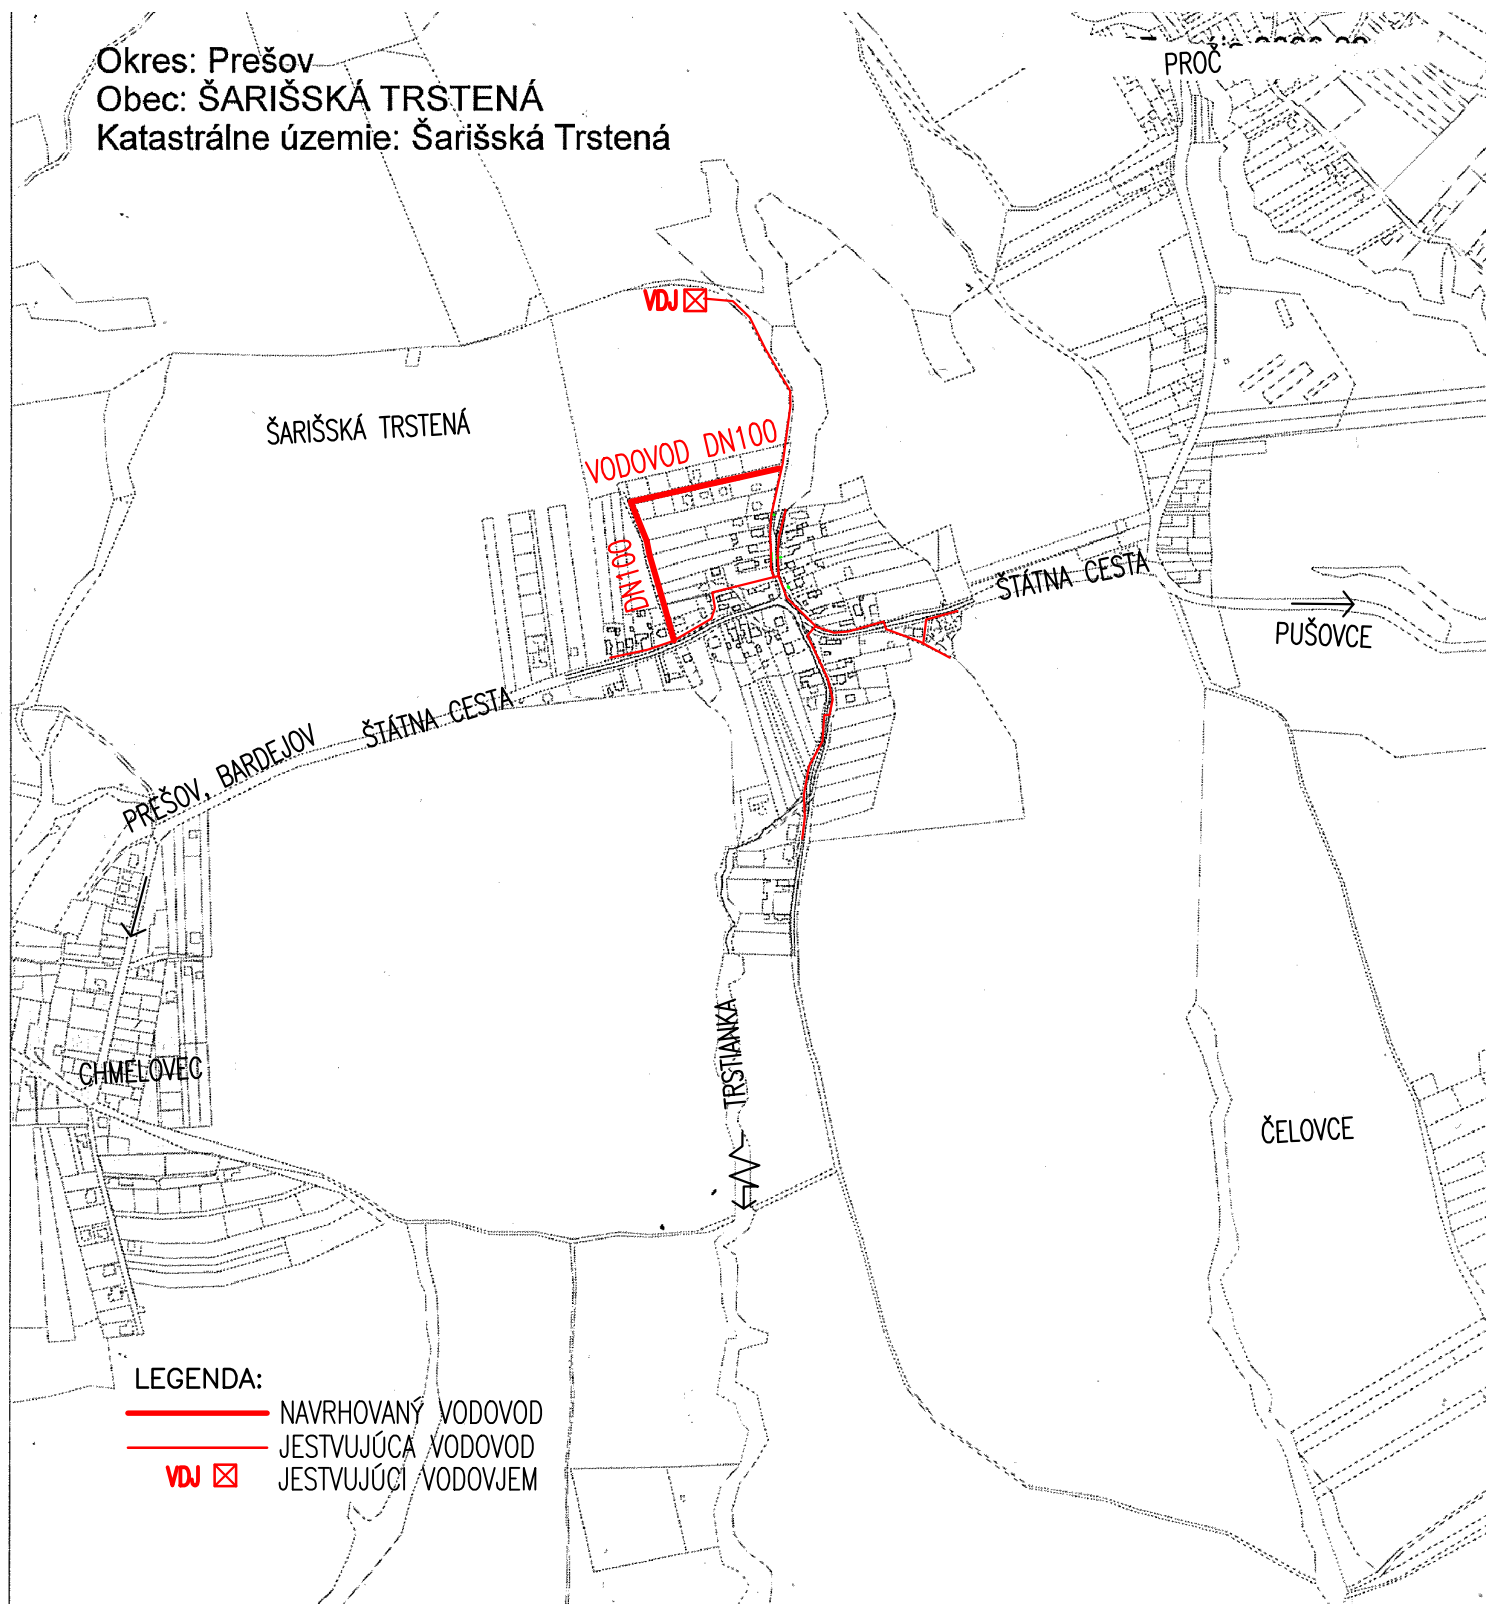 Okres: Prešov
Obec: ŠARIŠSKÁ TRSTENÁ
Katastrálne územie: Šarišská Trstená
PROČ
VDJ
ŠARIŠSKÁ TRSTENÁ
VODOVOD DN100
DN100
ŠTÁTNA CESTA
PUŠOVCE
ŠTÁTNA CESTA
PREŠOV, BARDEJOV
TRSTIANKA
CHMELOVEC
ČELOVCE
LEGENDA:
NAVRHOVANÝ VODOVOD
JESTVUJÚCA VODOVOD
VDJ JESTVUJÚCI VODOVJEM